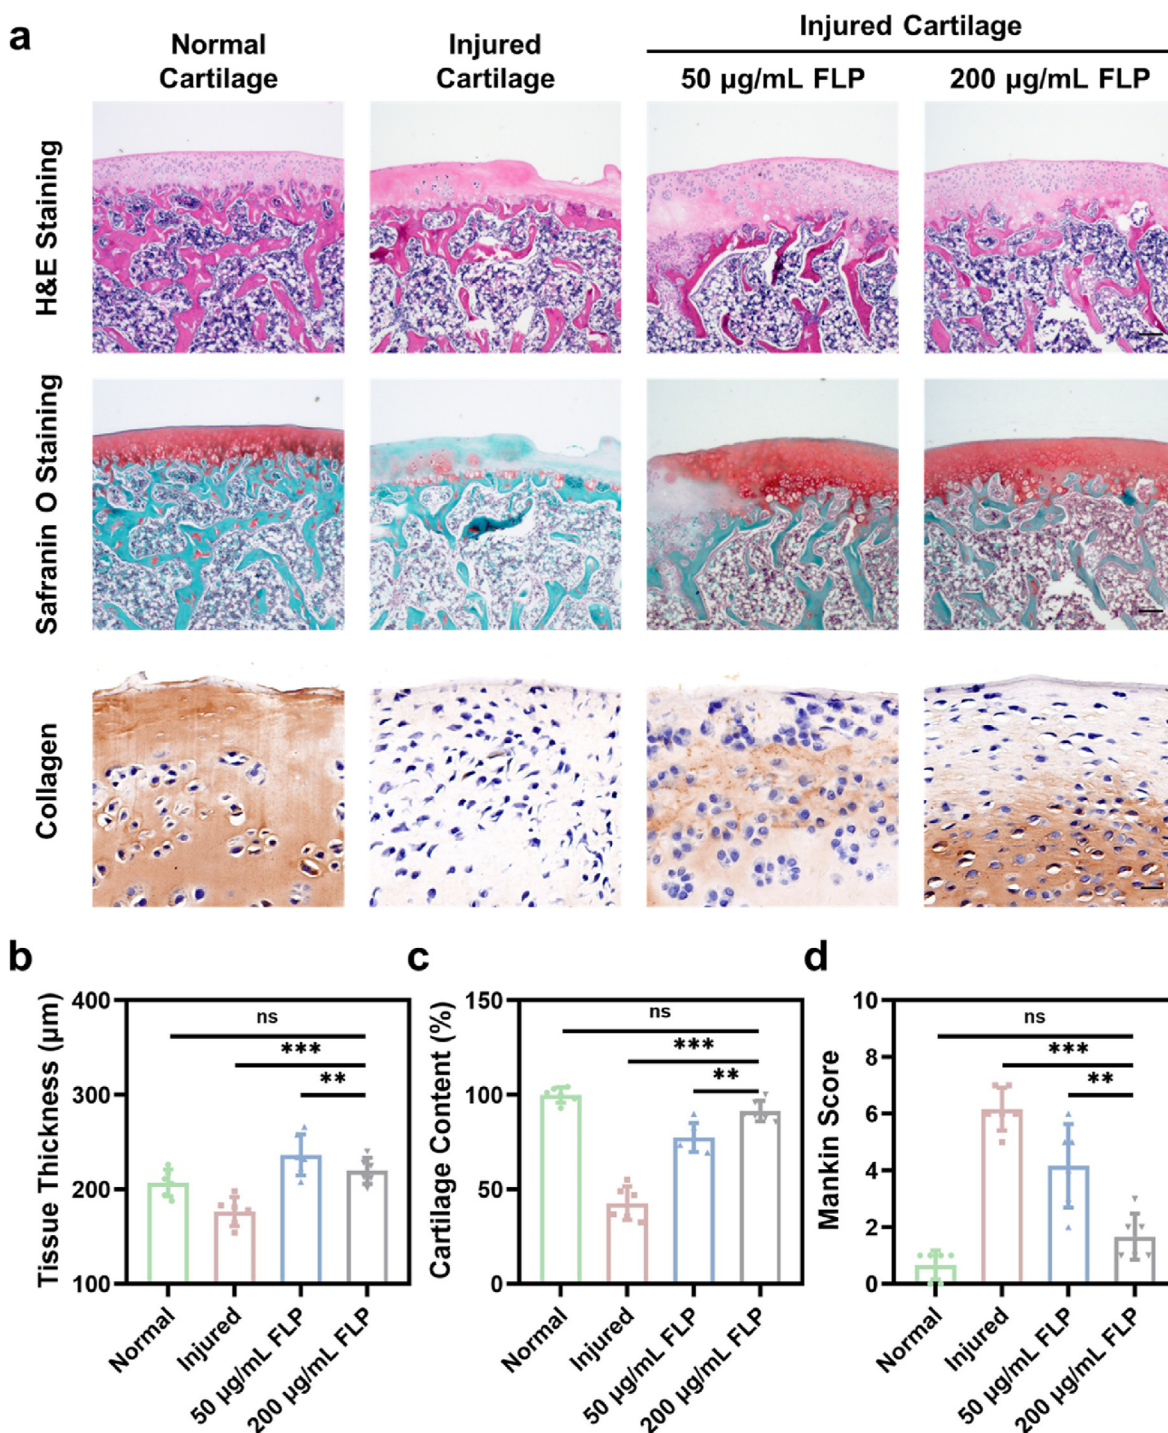 a
Normal
Cartilage
Injured
Cartilage
Injured Cartilage
50 µg/mL FLP
200 µg/mL FLP
H&E Staining
Safranin O Staining
Collagen
b
Tissue Thickness (µm)
400
300
200
100
ns
***
**
Normal
Injured
50 µg/mL FLP
200 µg/mL FLP
c
Cartilage Content (%)
150
100
50
0
ns
***
**
Normal
Injured
50 µg/mL FLP
200 µg/mL FLP
d
Mankin Score
10
8
6
4
2
0
ns
***
**
Normal
Injured
50 µg/mL FLP
200 µg/mL FLP